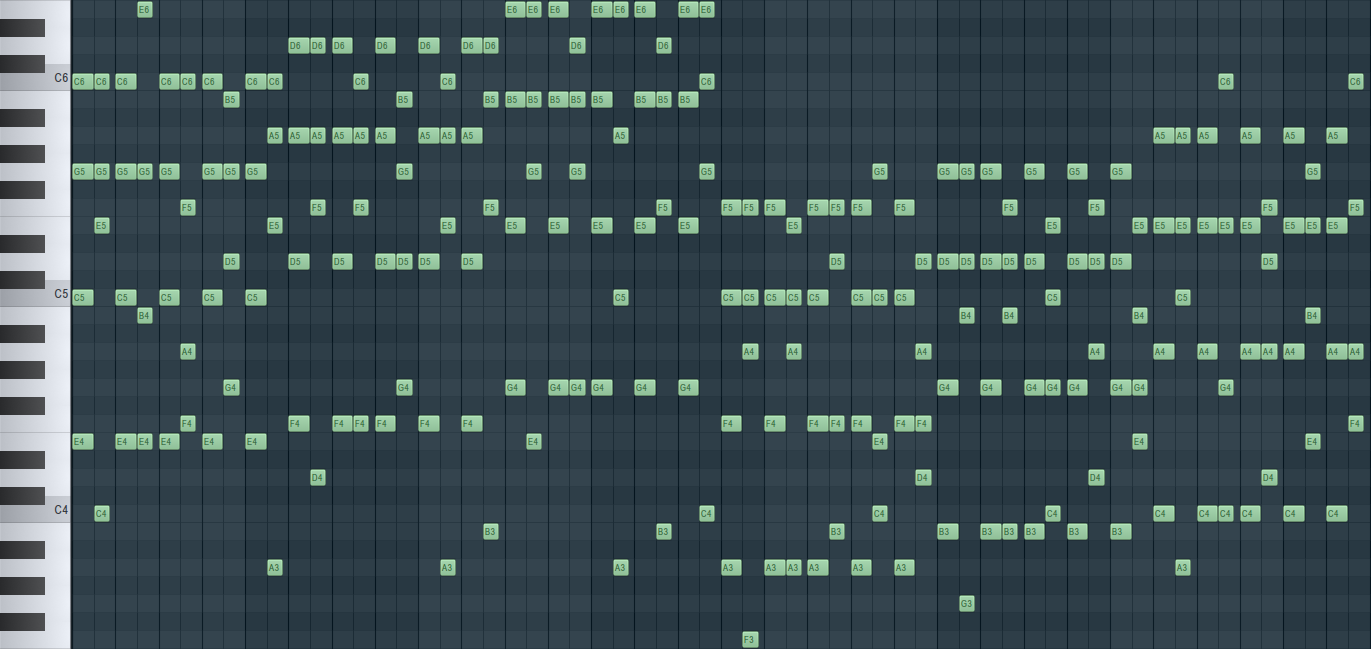 E6 E6 E6 E6 E6 E6 E6 E6 E6
D6 D6 D6 D6 D6 D6 D6 D6 D6
C6 C6 C6 C6 C6 C6 C6 C6 C6 C6 C6 C6 C6 C6
B5 B5 B5 B5 B5 B5 B5 B5 B5 B5 B5
A5 A5 A5 A5 A5 A5 A5 A5 A5 A5 A5 A5 A5 A5 A5 A5
G5 G5 G5 G5 G5 G5 G5 G5 G5 G5 G5 G5 G5 G5 G5 G5 G5 G5 G5 G5
F5 F5 F5 F5 F5 F5 F5 F5 F5 F5 F5 F5 F5 F5 F5 F5
E5 E5 E5 E5 E5 E5 E5 E5 E5 E5 E5 E5 E5 E5 E5 E5 E5 E5
D5 D5 D5 D5 D5 D5 D5 D5 D5 D5 D5 D5 D5 D5 D5 D5 D5
C5 C5 C5 C5 C5 C5 C5 C5 C5 C5 C5 C5 C5 C5 C5 C5 C5
B4 B4 B4 B4 B4
A4 A4 A4 A4 A4 A4 A4 A4 A4 A4 A4 A4
G4 G4 G4 G4 G4 G4 G4 G4 G4 G4 G4 G4 G4 G4 G4 G4
F4 F4 F4 F4 F4 F4 F4 F4 F4 F4 F4 F4 F4 F4 F4 F4
E4 E4 E4 E4 E4 E4 E4 E4 E4 E4 E4
D4 D4 D4 D4
C4 C4 C4 C4 C4 C4 C4 C4 C4 C4 C4
B3 B3 B3 B3 B3 B3 B3 B3 B3
A3 A3 A3 A3 A3 A3 A3 A3 A3 A3
G3
F3